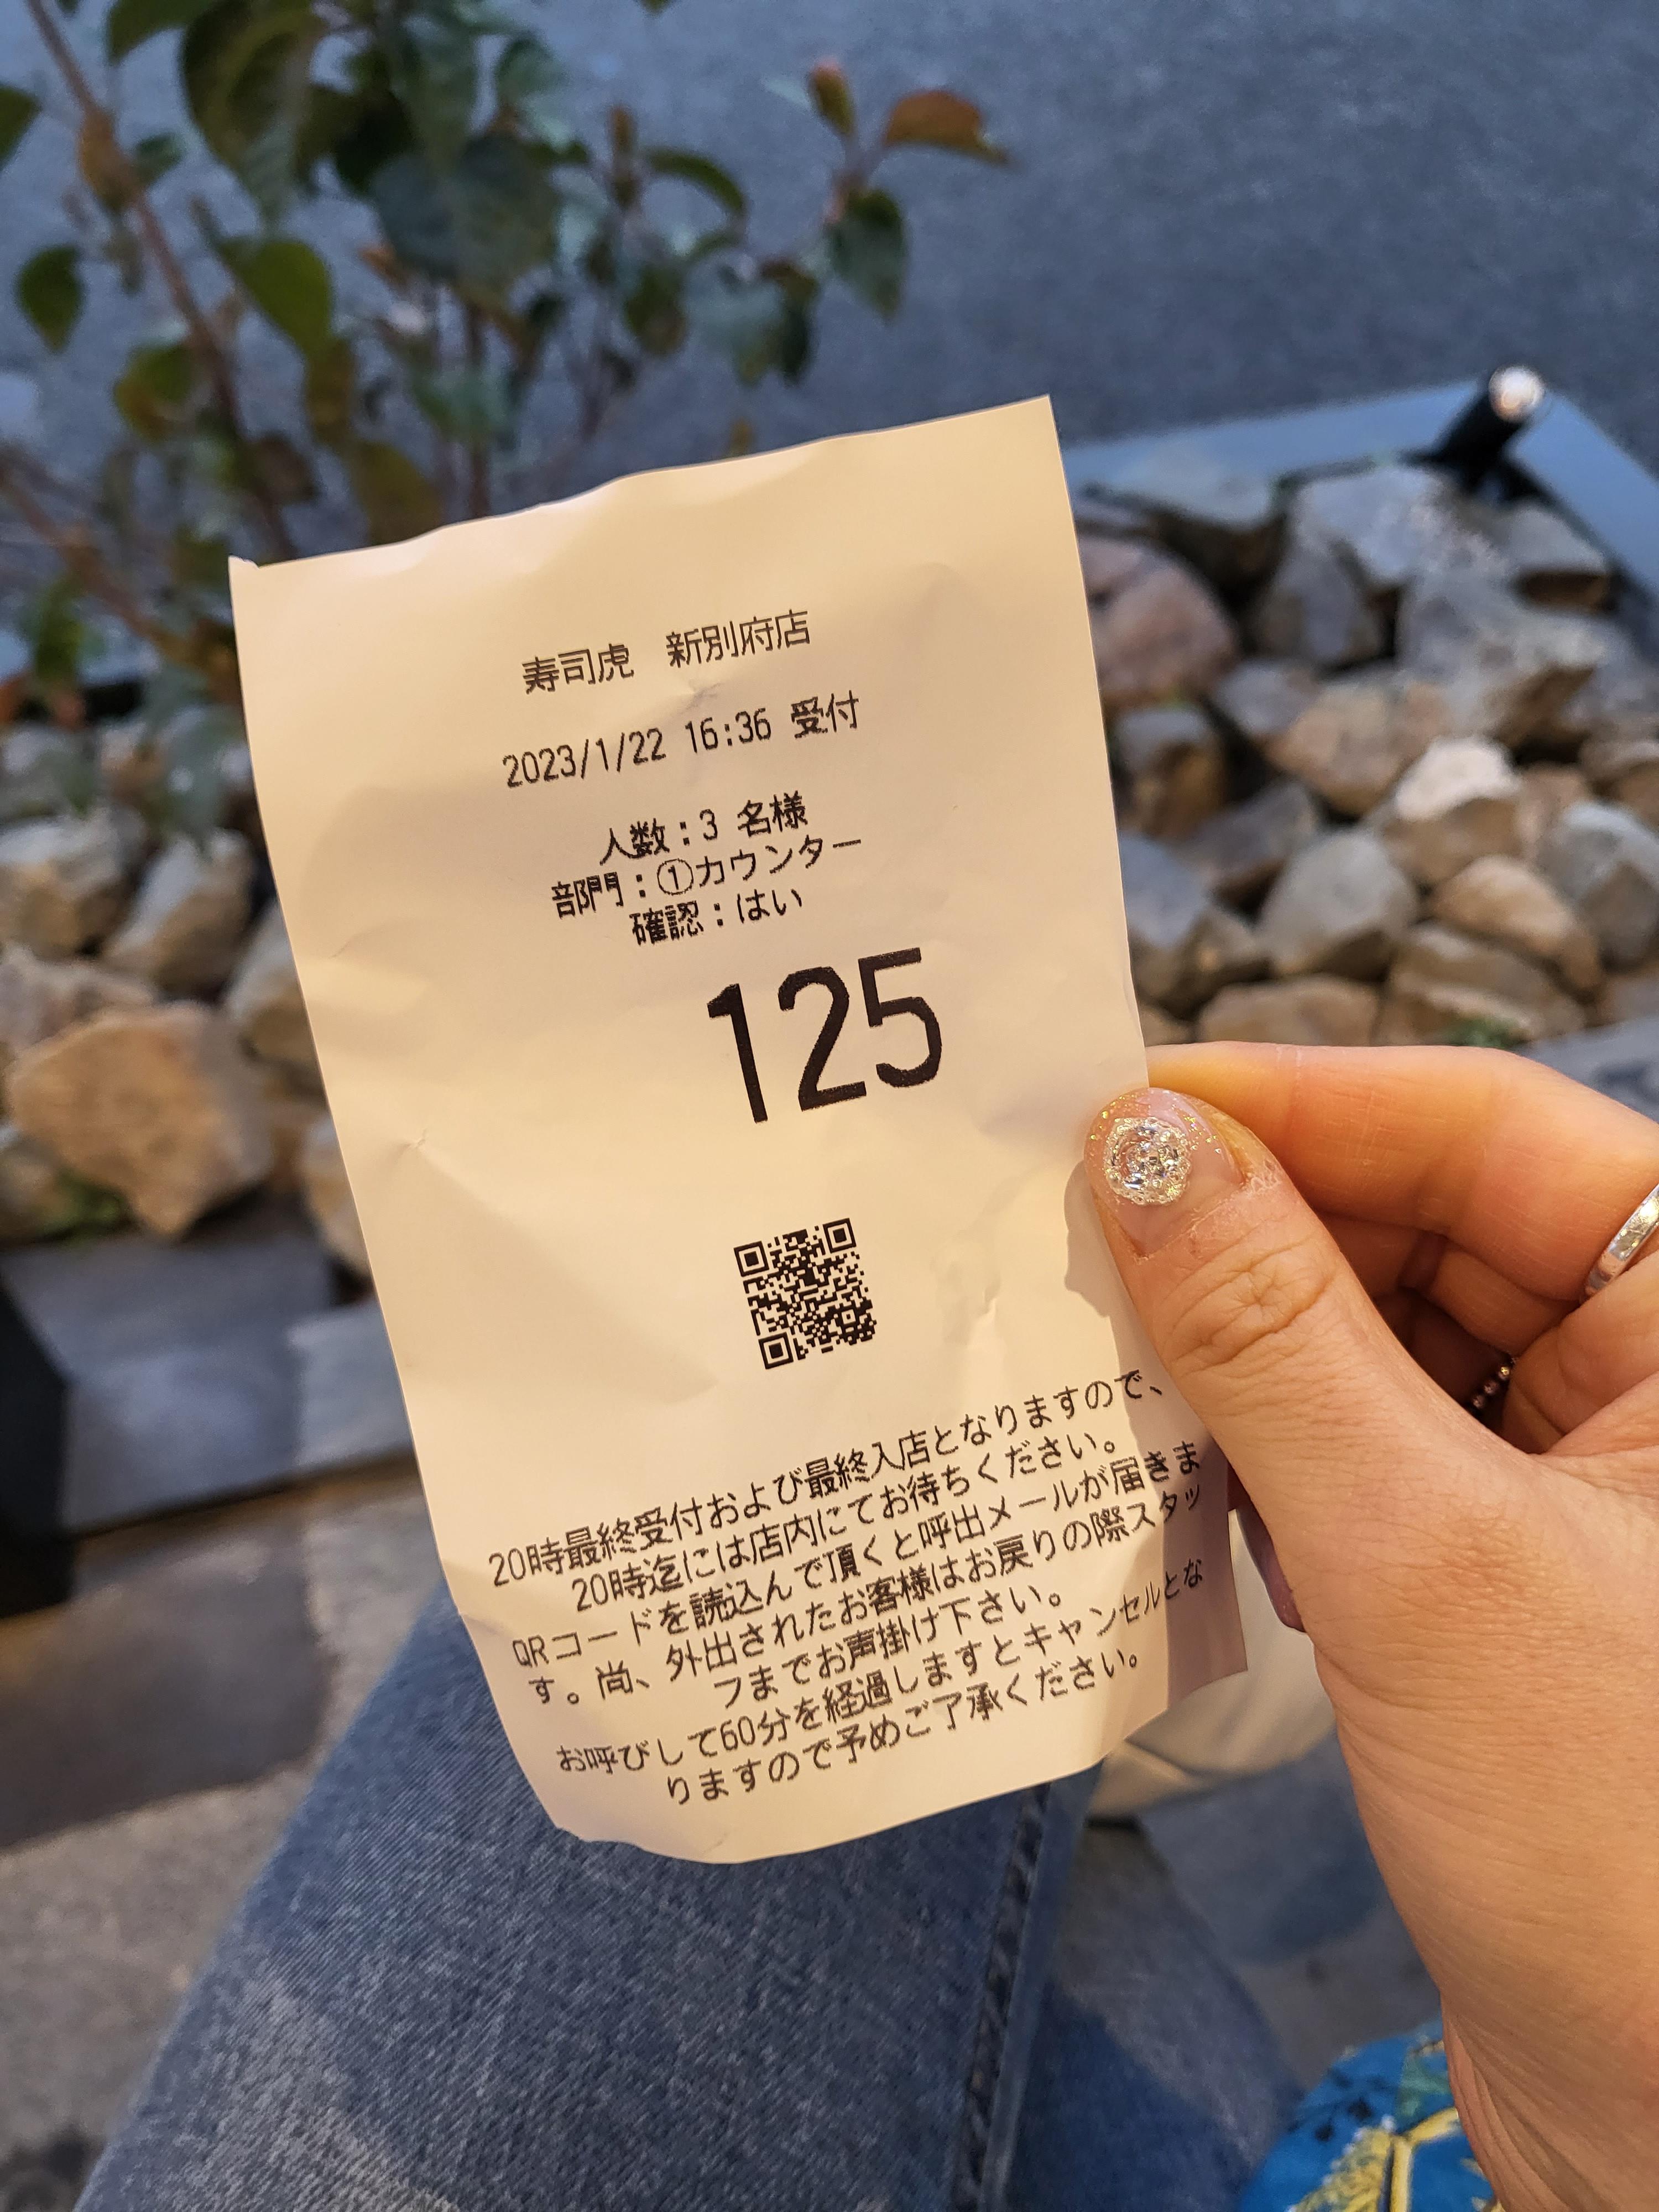 寿司虎 新別府店
2023/1/22 16:36 受付
人数:3 名様
部門:①カウンター
確認:はい
125
20時最終受付および最終入店となりますので、
20時迄には店内にてお待ちください。
QRコードを読込んで頂くと呼出メールが届きま
す。尚、外出されたお客様はお戻りの際スタッ
フまでお声掛け下さい。
お呼びして60分を経過しますとキャンセルとな
りますので予めご了承ください。